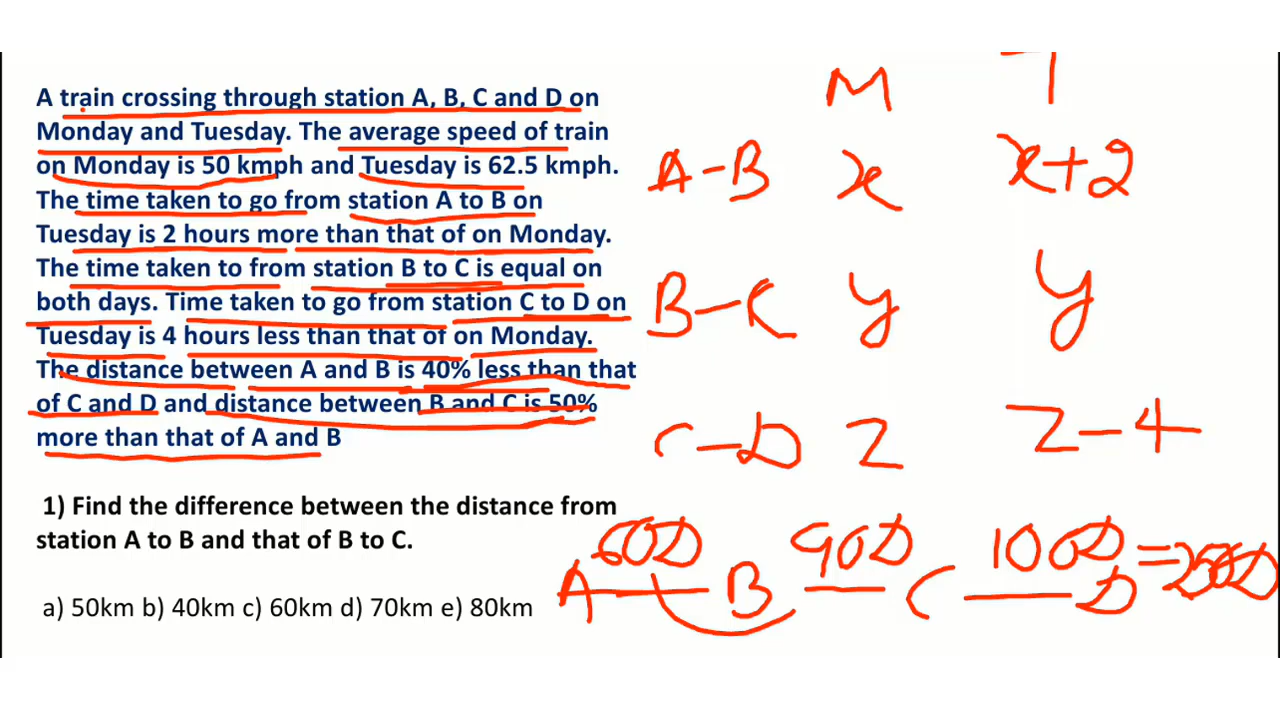 A train crossing through station A, B, C and D on
Monday and Tuesday. The average speed of train
on Monday is 50 kmph and Tuesday is 62.5 kmph.
The time taken to go from station A to B on
Tuesday is 2 hours more than that of on Monday.
The time taken to from station B to C is equal on
both days. Time taken to go from station C to D on
Tuesday is 4 hours less than that of on Monday.
The distance between A and B is 40% less than that
of C and D and distance between B and C is 50%
more than that of A and B
1) Find the difference between the distance from
station A to B and that of B to C.
a) 50km b) 40km c) 60km d) 70km e) 80km
M T
A-B x x+2
B-C y y
C-D z z-4
60D 90D 100D =250D
A B C D